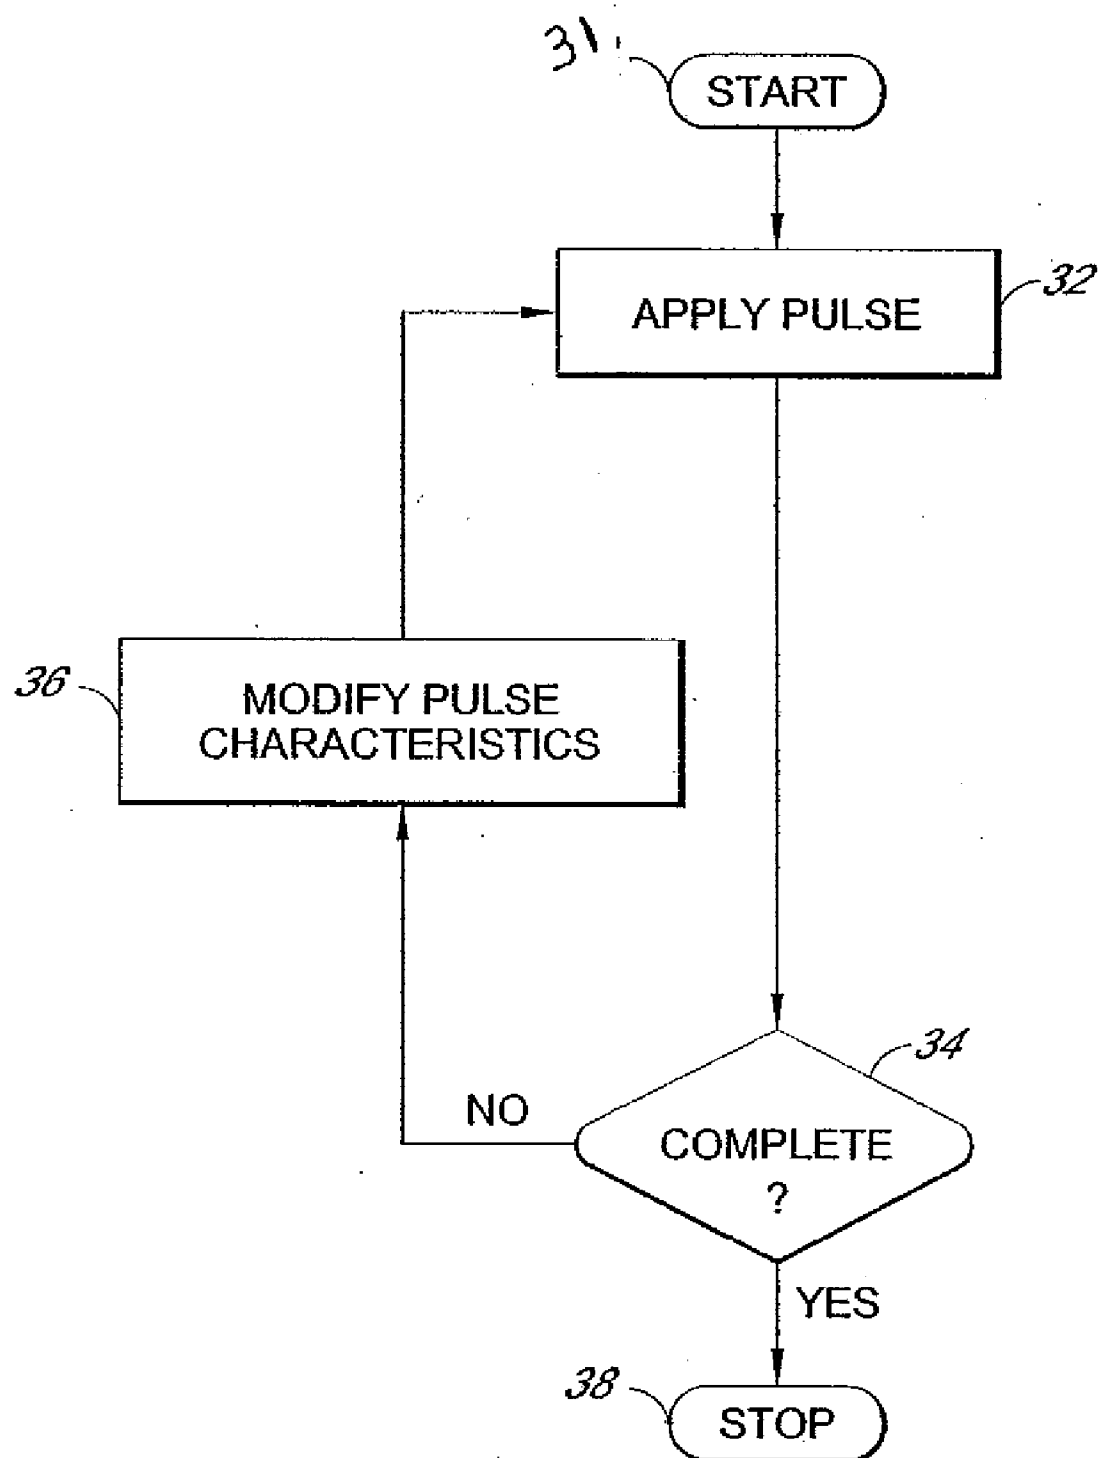 31
START
APPLY PULSE
32
36
MODIFY PULSE
CHARACTERISTICS
34
NO
COMPLETE
?
YES
38
STOP